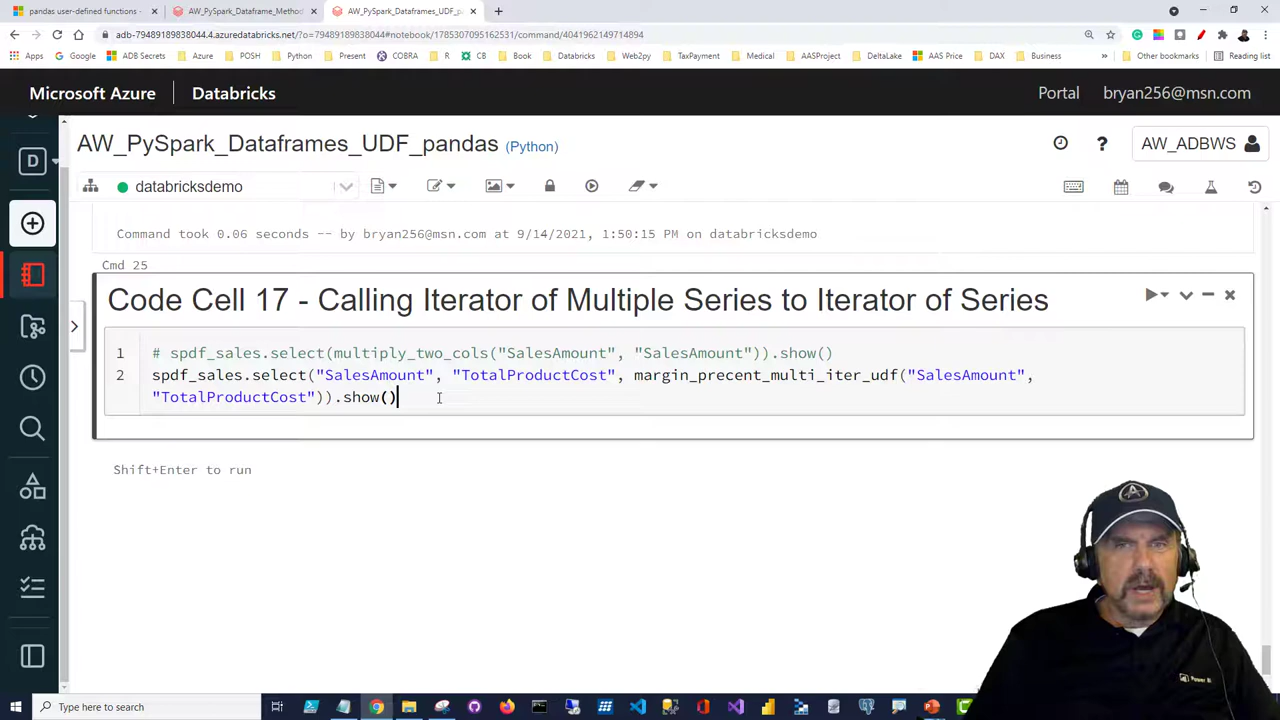 pandas user-defined functions -
AW_PySpark_Dataframe_Method
AW_PySpark_Dataframes_UDF_p
adb-79489189838044.4.azuredatabricks.net/?o=79489189838044#notebook/1785307095162531/command/4041962149714894
Apps Google ADB Secrets Azure POSH Python Present COBRA R C# Book Databricks Web2py TaxPayment Medical AASProject DeltaLake AAS Price DAX Business Other bookmarks Reading list
Microsoft Azure Databricks Portal bryan256@msn.com
AW_PySpark_Dataframes_UDF_pandas (Python) AW_ADBWS
D
databricksdemo
Command took 0.06 seconds -- by bryan256@msn.com at 9/14/2021, 1:50:15 PM on databricksdemo
Cmd 25
Code Cell 17 - Calling Iterator of Multiple Series to Iterator of Series
1 # spdf_sales.select(multiply_two_cols("SalesAmount", "SalesAmount")).show()
2 spdf_sales.select("SalesAmount", "TotalProductCost", margin_precent_multi_iter_udf("SalesAmount",
"TotalProductCost")).show()
Shift+Enter to run
Type here to search